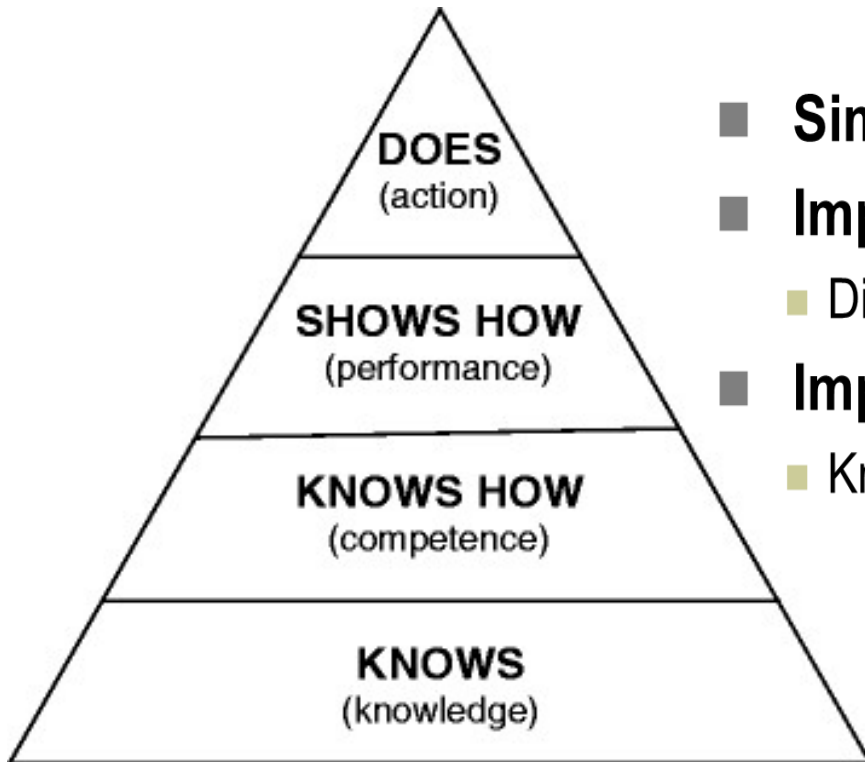 DOES
(action)
SHOWS HOW
(performance)
KNOWS HOW
(competence)
KNOWS
(knowledge)